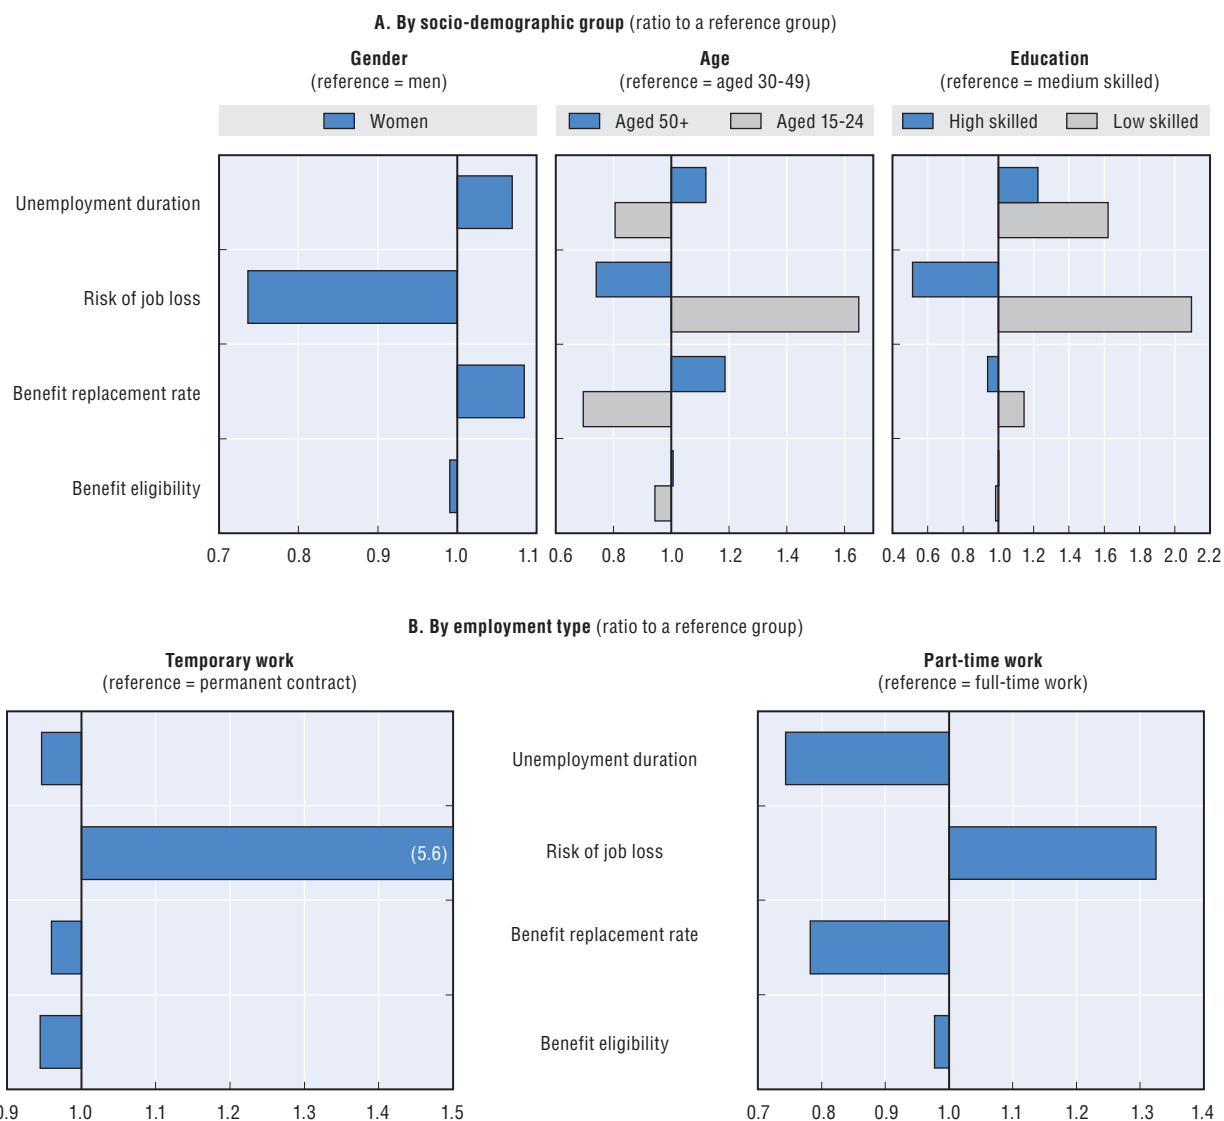 A. By socio-demographic group (ratio to a reference group)
Gender
(reference = men)
Age
(reference = aged 30-49)
Education
(reference = medium skilled)
Women
Aged 50+ Aged 15-24
High skilled Low skilled
Unemployment duration
Risk of job loss
Benefit replacement rate
Benefit eligibility
0.7 0.8 0.9 1.0 1.1
0.6 0.8 1.0 1.2 1.4 1.6
0.4 0.6 0.8 1.0 1.2 1.4 1.6 1.8 2.0 2.2
B. By employment type (ratio to a reference group)
Temporary work
(reference = permanent contract)
Part-time work
(reference = full-time work)
Unemployment duration
(5.6)
Risk of job loss
Benefit replacement rate
Benefit eligibility
0.9 1.0 1.1 1.2 1.3 1.4 1.5
0.7 0.8 0.9 1.0 1.1 1.2 1.3 1.4